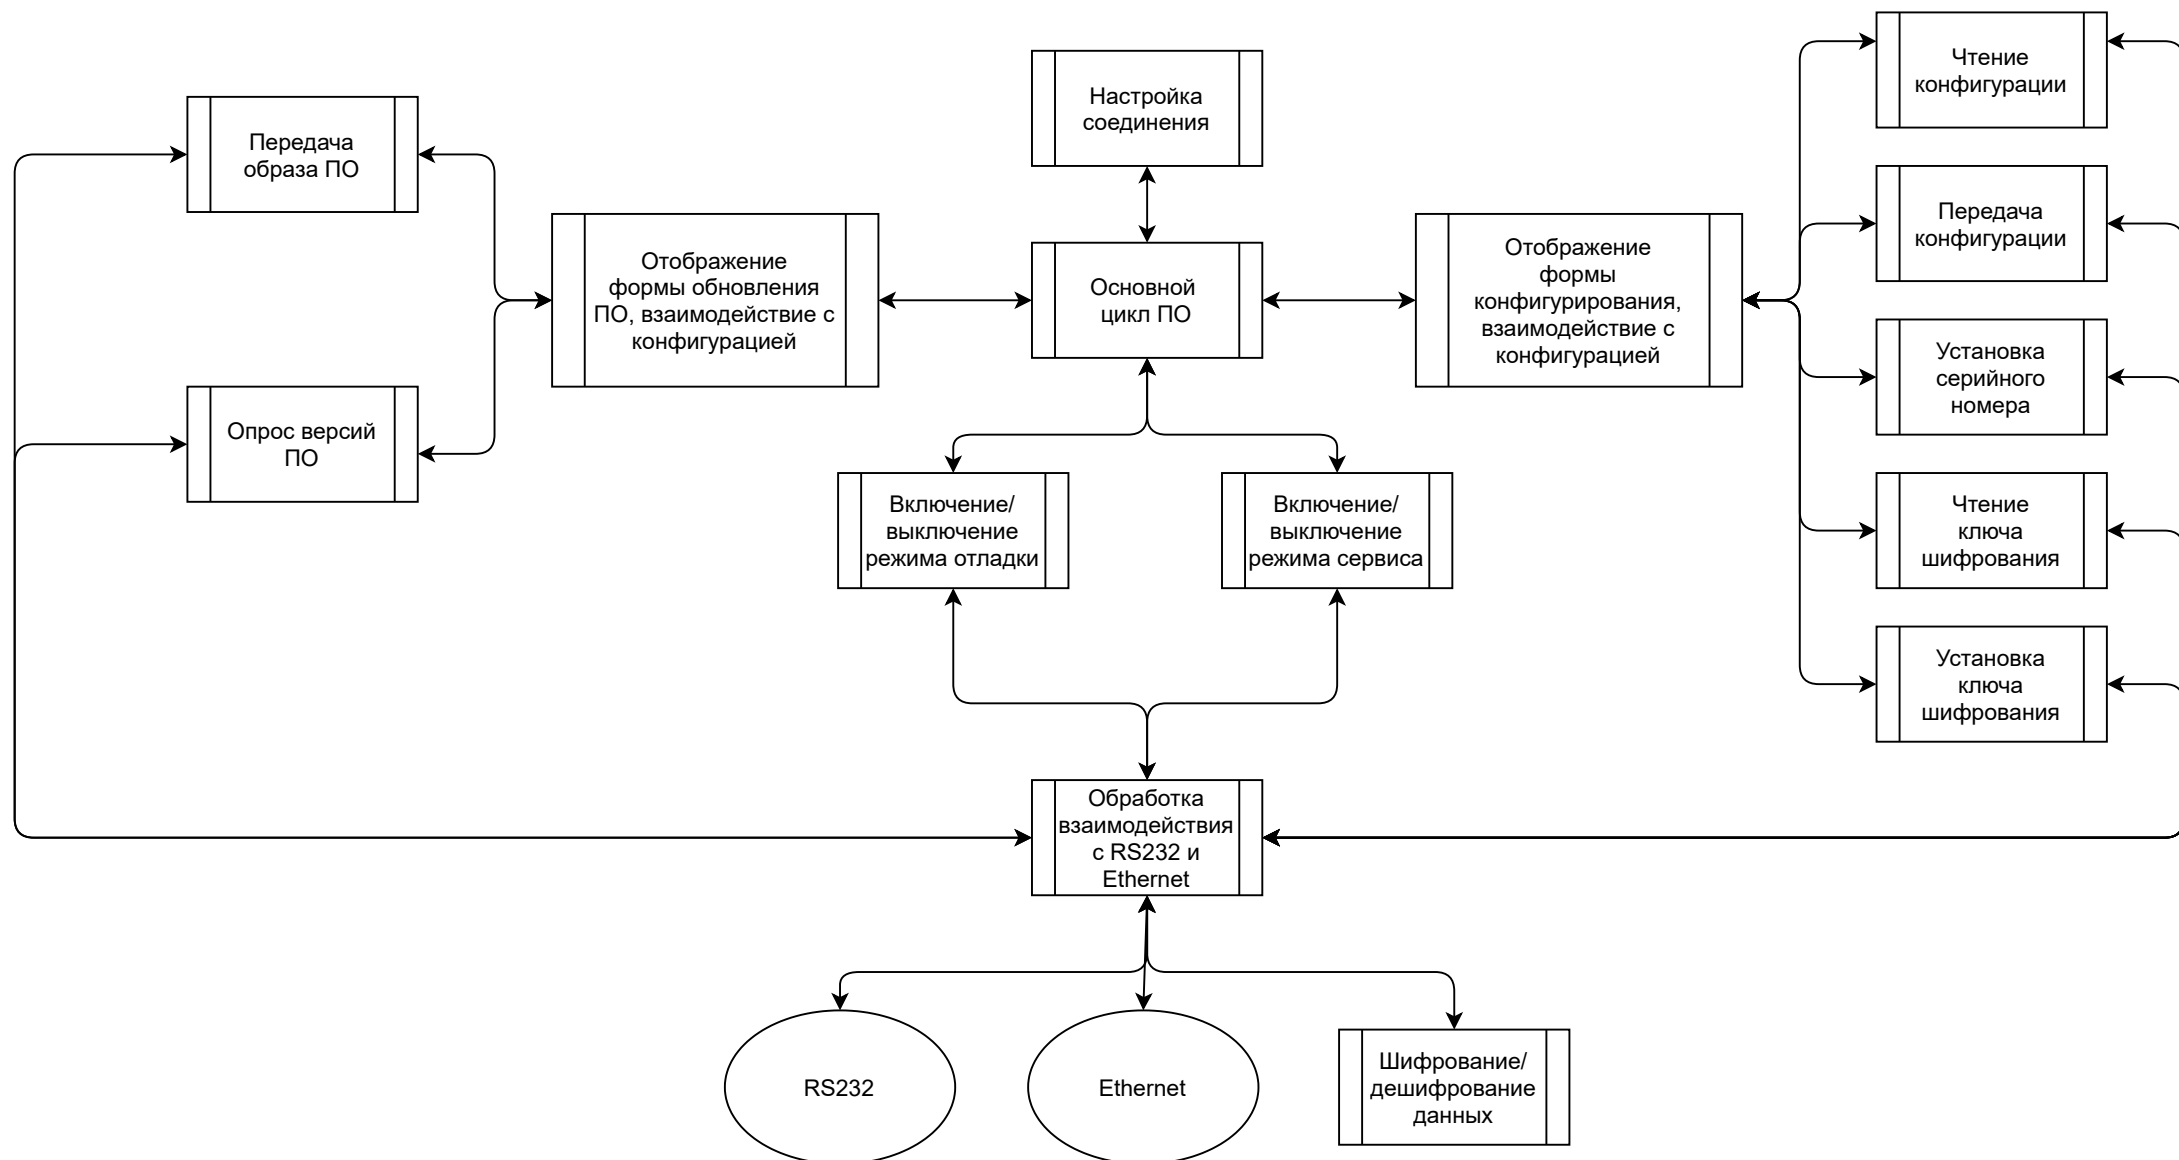 Чтение
конфигурации
Настройка
соединения
Передача
образа ПО
Передача
конфигурации
Отображение
формы обновления
ПО, взаимодействие с
конфигурацией
Основной
цикл ПО
Отображение
формы
конфигурирования,
взаимодействие с
конфигурацией
Установка
серийного
номера
Опрос версий
ПО
Включение/
выключение
режима отладки
Включение/
выключение
режима сервиса
Чтение
ключа
шифрования
Установка
ключа
шифрования
Обработка
взаимодействия
с RS232 и
Ethernet
RS232
Ethernet
Шифрование/
дешифрование
данных